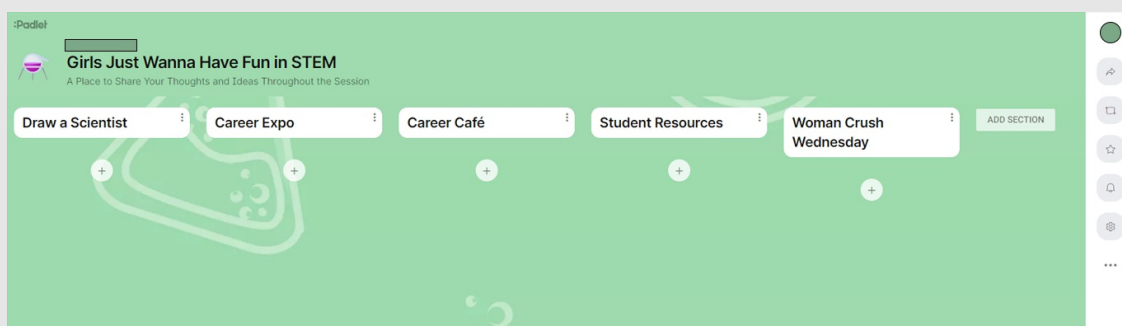 :Padlet
Girls Just Wanna Have Fun in STEM
A Place to Share Your Thoughts and Ideas Throughout the Session
Draw a Scientist
Career Expo
Career Café
Student Resources
Woman Crush
Wednesday
ADD SECTION